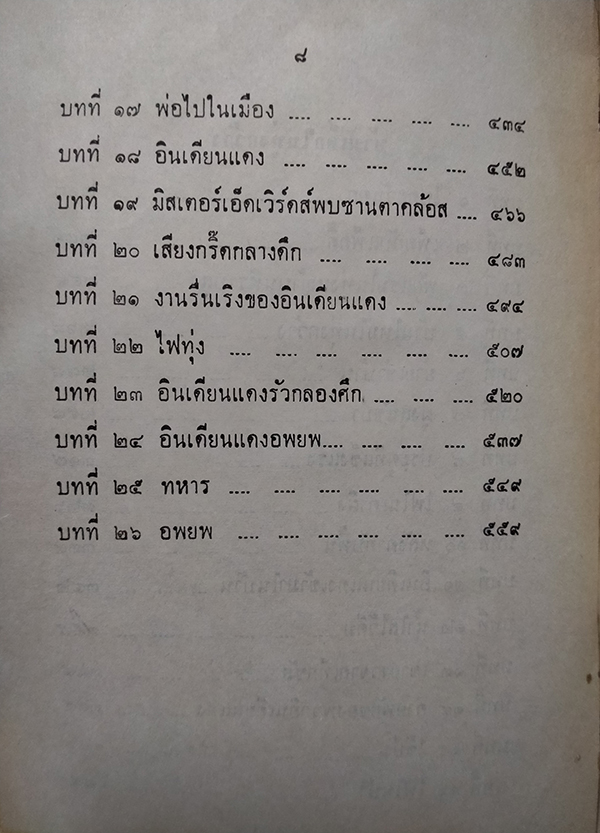 ๘
บทที่ ๑๗ พ่อไปในเมือง .... .... .... .... .... ๔๓๔
บทที่ ๑๘ อินเดียนแดง .... .... .... .... .... ๔๕๒
บทที่ ๑๙ มิสเตอร์เอ็ดเวิร์ดส์พบซานตาคล้อส .... ๔๖๖
บทที่ ๒๐ เสียงกรี๊ดกลางดึก .... .... .... .... ๔๘๓
บทที่ ๒๑ งานรื่นเริงของอินเดียนแดง .... .... .... ๔๙๔
บทที่ ๒๒ ไฟทุ่ง .... .... .... .... .... .... ๕๐๗
บทที่ ๒๓ อินเดียนแดงรัวกลองศึก .... .... .... ๕๒๐
บทที่ ๒๔ อินเดียนแดงอพยพ.... .... .... .... ๕๓๗
บทที่ ๒๕ ทหาร .... .... .... .... .... .... ๕๔๙
บทที่ ๒๖ อพยพ .... .... .... .... .... .... ๕๕๙